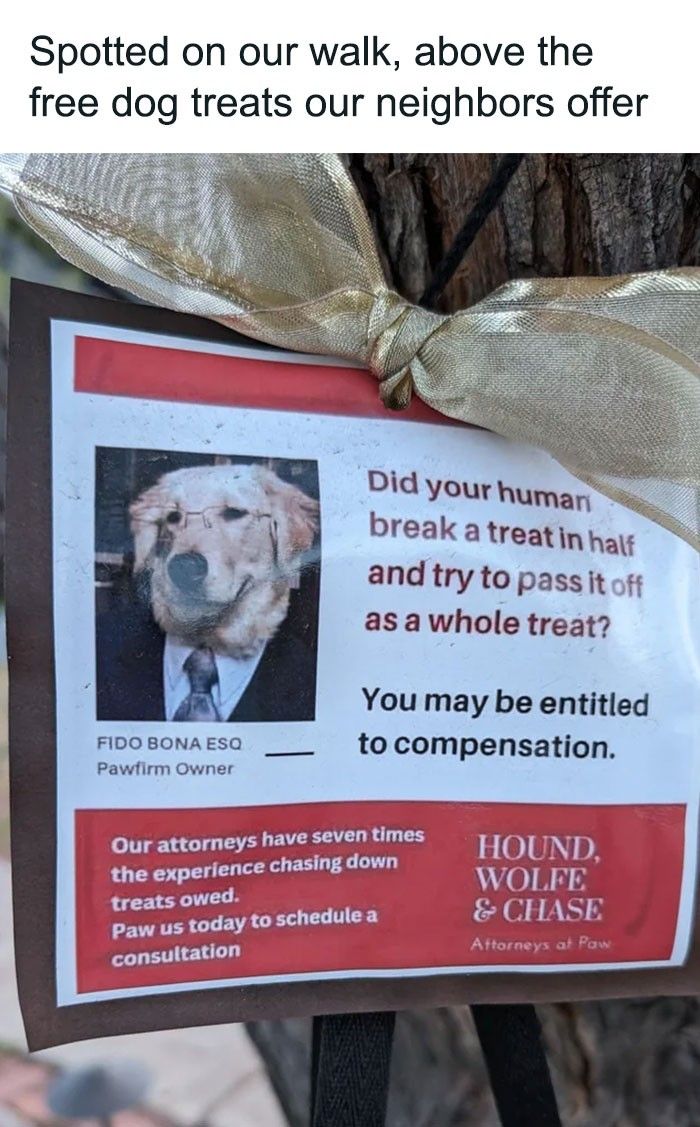 Spotted on our walk, above the
free dog treats our neighbors offer
Did your human
break a treat in half
and try to pass it off
as a whole treat?
You may be entitled
to compensation.
FIDO BONA ESQ
Pawfirm Owner
Our attorneys have seven times
the experience chasing down
treats owed.
Paw us today to schedule a
consultation
HOUND,
WOLFE
& CHASE
Attorneys at Paw